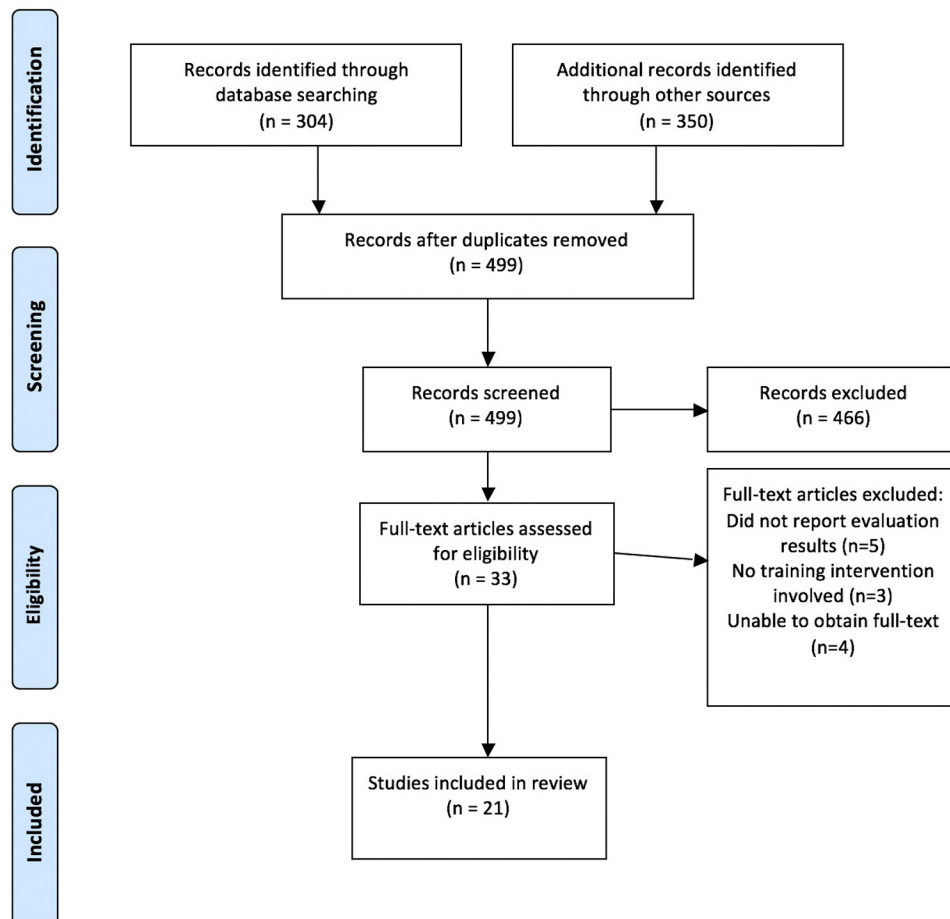 Identification
Records identified through
database searching
(n = 304)
Additional records identified
through other sources
(n = 350)
Records after duplicates removed
(n = 499)
Screening
Records screened
(n = 499)
Records excluded
(n = 466)
Eligibility
Full-text articles assessed
for eligibility
(n = 33)
Full-text articles excluded:
Did not report evaluation
results (n=5)
No training intervention
involved (n=3)
Unable to obtain full-text
(n=4)
Included
Studies included in review
(n = 21)